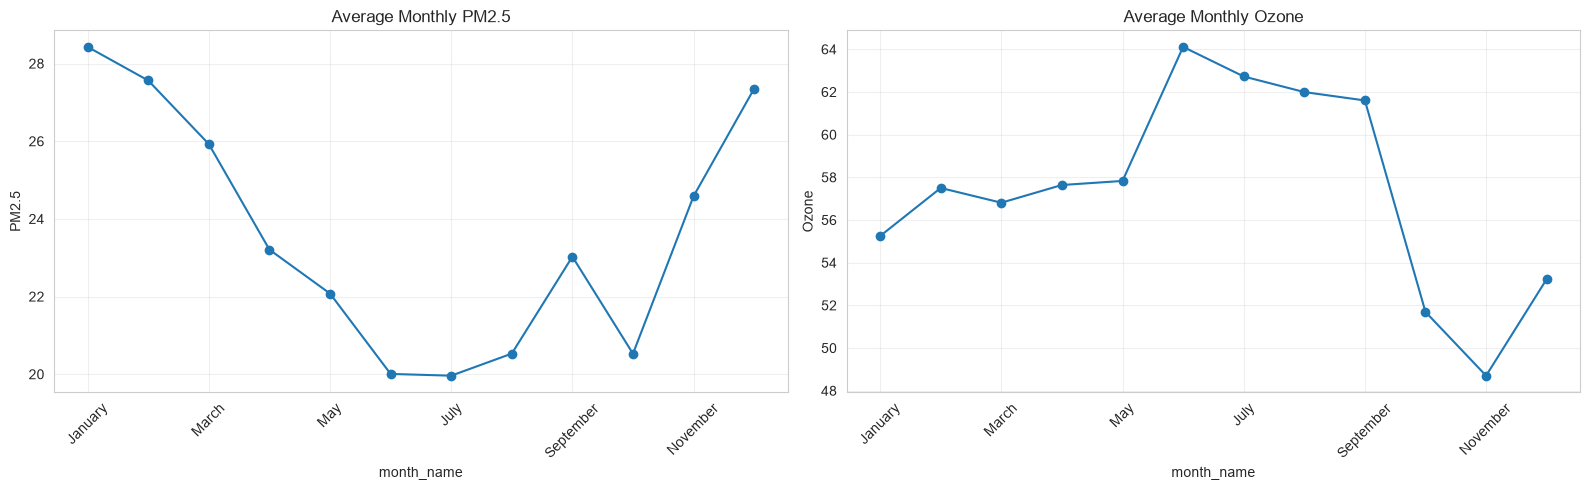 Average Monthly PM2.5
PM2.5
28
26
24
22
20
January
March
May
July
September
November
month_name
Average Monthly Ozone
Ozone
64
62
60
58
56
54
52
50
48
January
March
May
July
September
November
month_name